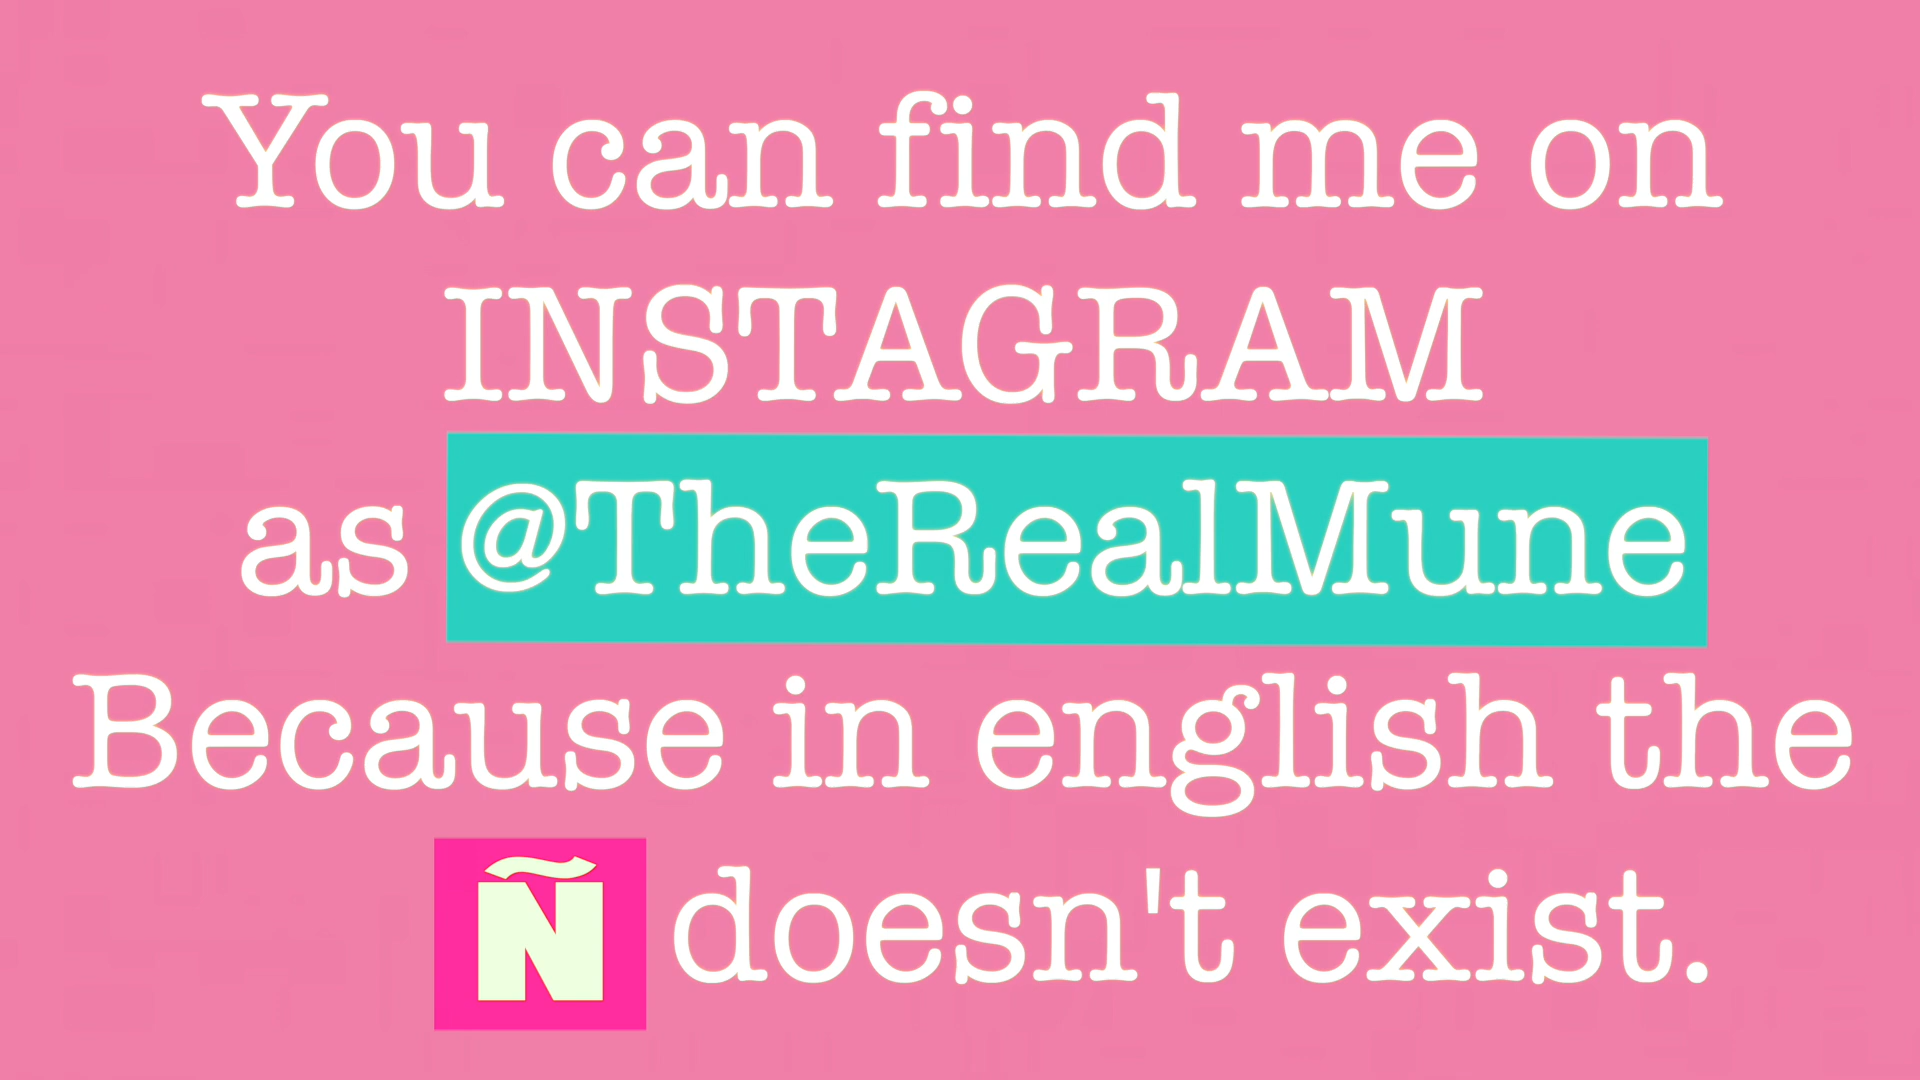 You can find me on
INSTAGRAM
as @TheRealMune
Because in english the
Ñ doesn't exist.